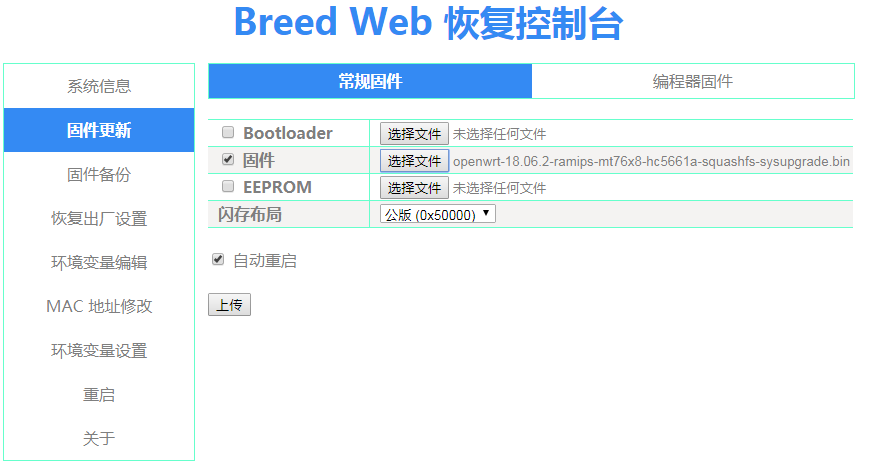 Breed Web 恢复控制台
系统信息
固件更新
固件备份
恢复出厂设置
环境变量编辑
MAC 地址修改
环境变量设置
重启
关于
常规固件 编程器固件
Bootloader 选择文件 未选择任何文件
固件 选择文件 openwrt-18.06.2-ramips-mt76x8-hc5661a-squashfs-sysupgrade.bin
EEPROM 选择文件 未选择任何文件
闪存布局 公版 (0x50000)
自动重启
上传